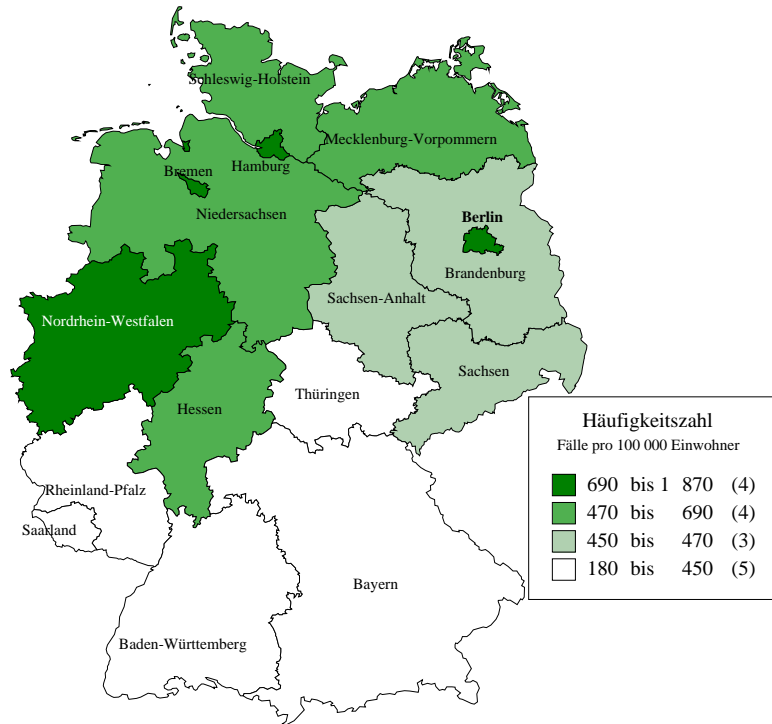 Schleswig-Holstein
Mecklenburg-Vorpommern
Hamburg
Bremen
Niedersachsen
Berlin
Brandenburg
Sachsen-Anhalt
Nordrhein-Westfalen
Sachsen
Thüringen
Hessen
Rheinland-Pfalz
Saarland
Bayern
Baden-Württemberg
Häufigkeitszahl
Fälle pro 100 000 Einwohner
690 bis 1 870 (4)
470 bis 690 (4)
450 bis 470 (3)
180 bis 450 (5)